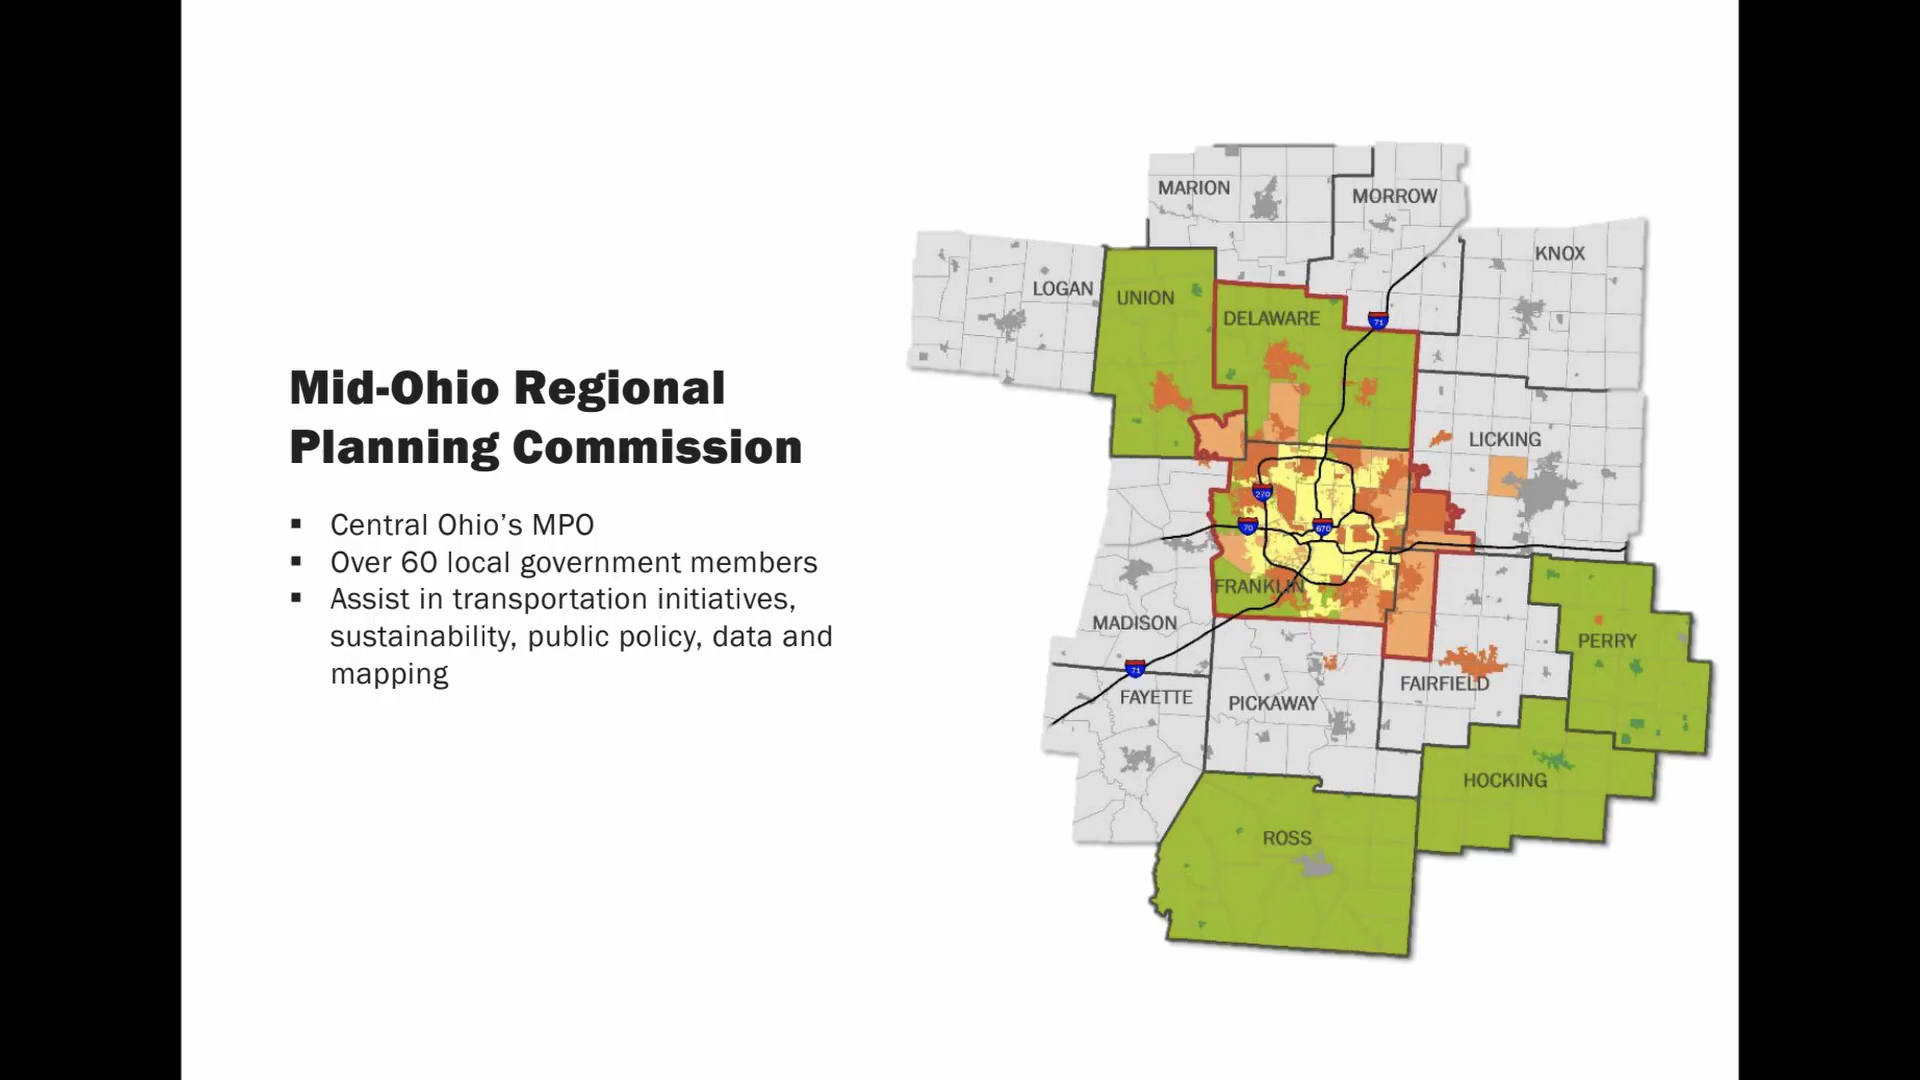 Mid-Ohio Regional
Planning Commission
▪ Central Ohio’s MPO
▪ Over 60 local government members
▪ Assist in transportation initiatives,
sustainability, public policy, data and
mapping
MARION
MORROW
KNOX
LOGAN
UNION
DELAWARE
71
LICKING
270
70
670
FRANKLIN
MADISON
PERRY
71
FAYETTE
PICKAWAY
FAIRFIELD
HOCKING
ROSS